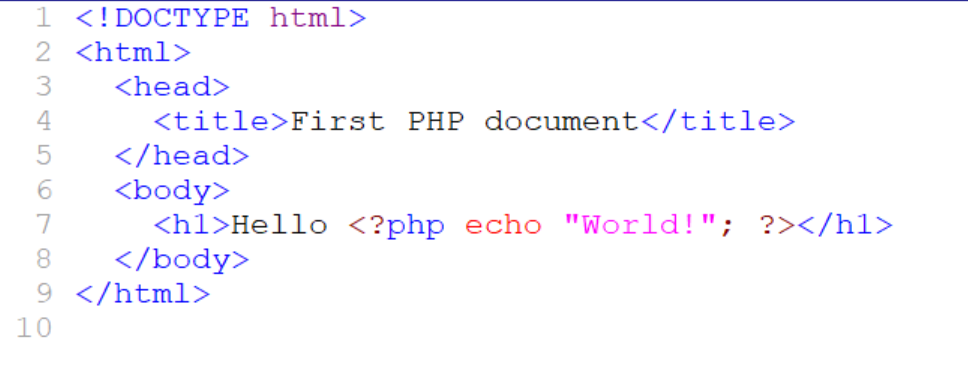 1 <!DOCTYPE html>
2 <html>
3   <head>
4     <title>First PHP document</title>
5   </head>
6   <body>
7     <h1>Hello <?php echo "World!"; ?></h1>
8   </body>
9 </html>
10